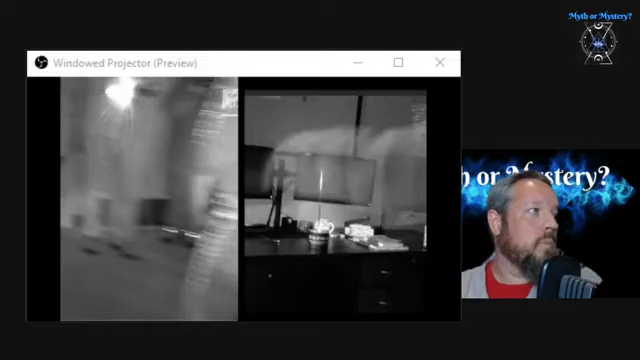 Myth or Mystery?
Windowed Projector (Preview)
th or Mystery?